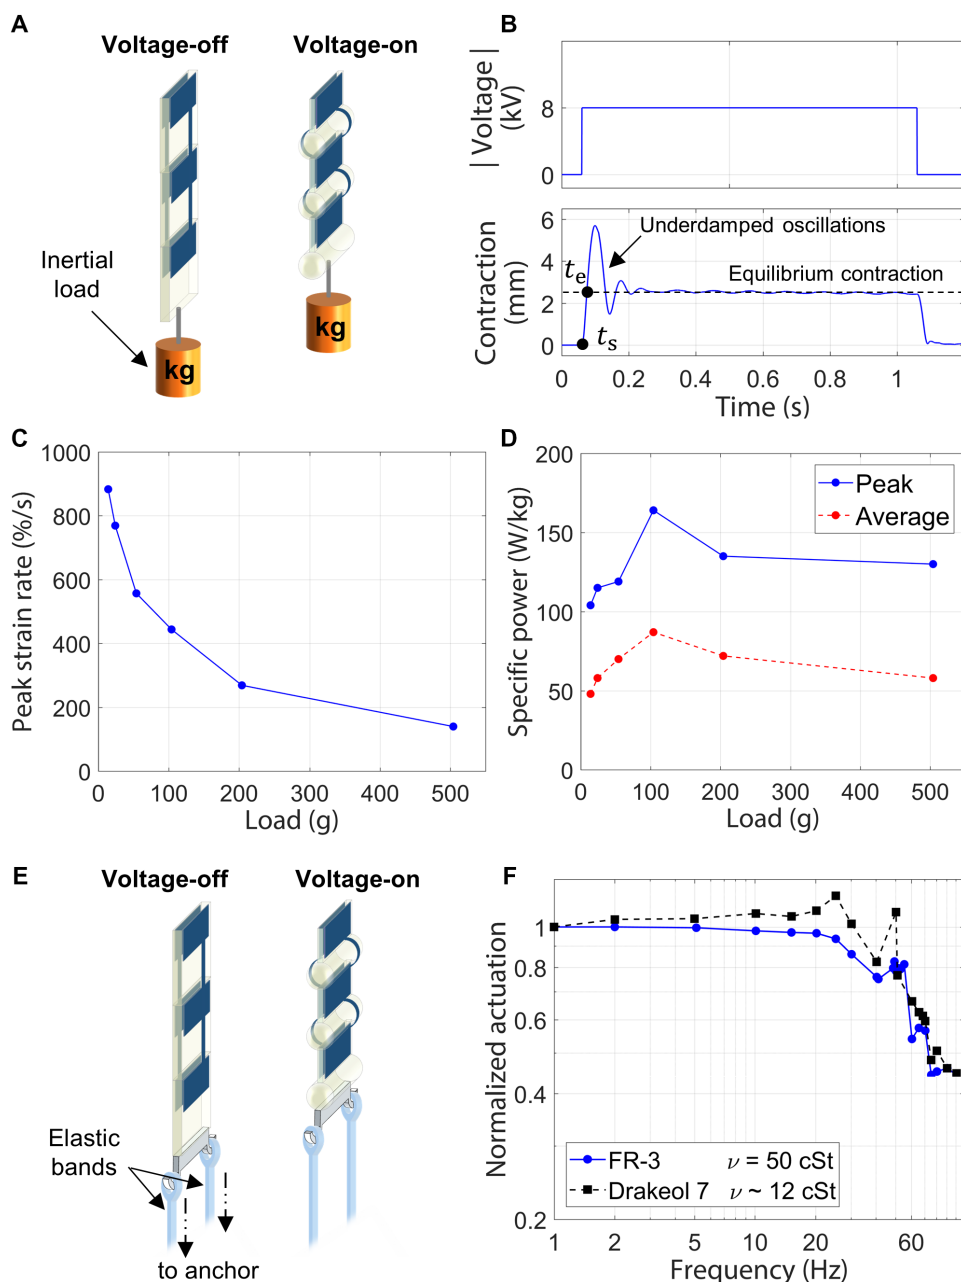 A
Voltage-off
Voltage-on
Inertial
load
kg
kg
B
| Voltage |
(kV)
8
0
Contraction
(mm)
6
4
2
0
Underdamped oscillations
Equilibrium contraction
te
ts
0
0.2
0.4
0.6
0.8
1
Time (s)
C
Peak strain rate (%/s)
1000
800
600
400
200
0
0
100
200
300
400
500
Load (g)
D
Specific power (W/kg)
200
150
100
50
0
Peak
Average
0
100
200
300
400
500
Load (g)
E
Voltage-off
Voltage-on
Elastic
bands
to anchor
F
Normalized actuation
1
0.8
0.6
0.4
0.2
FR-3 ν = 50 cSt
Drakeol 7 ν ~ 12 cSt
1
2
5
10
20
60
Frequency (Hz)